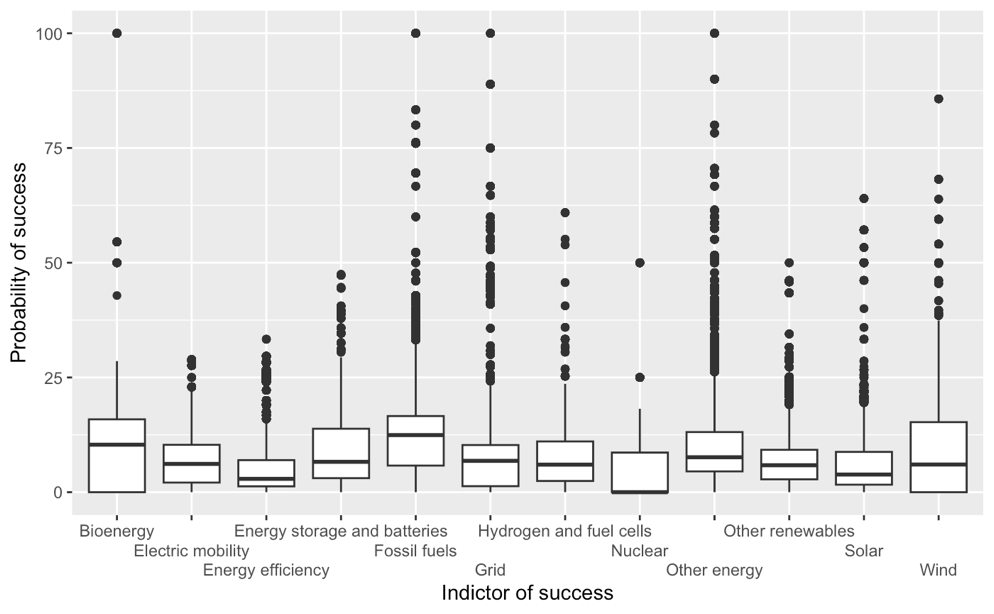 100
75
50
25
0
Probability of success
Bioenergy Energy storage and batteries Hydrogen and fuel cells Other renewables
Electric mobility Fossil fuels Nuclear Solar
Energy efficiency Grid Other energy Wind
Indictor of success